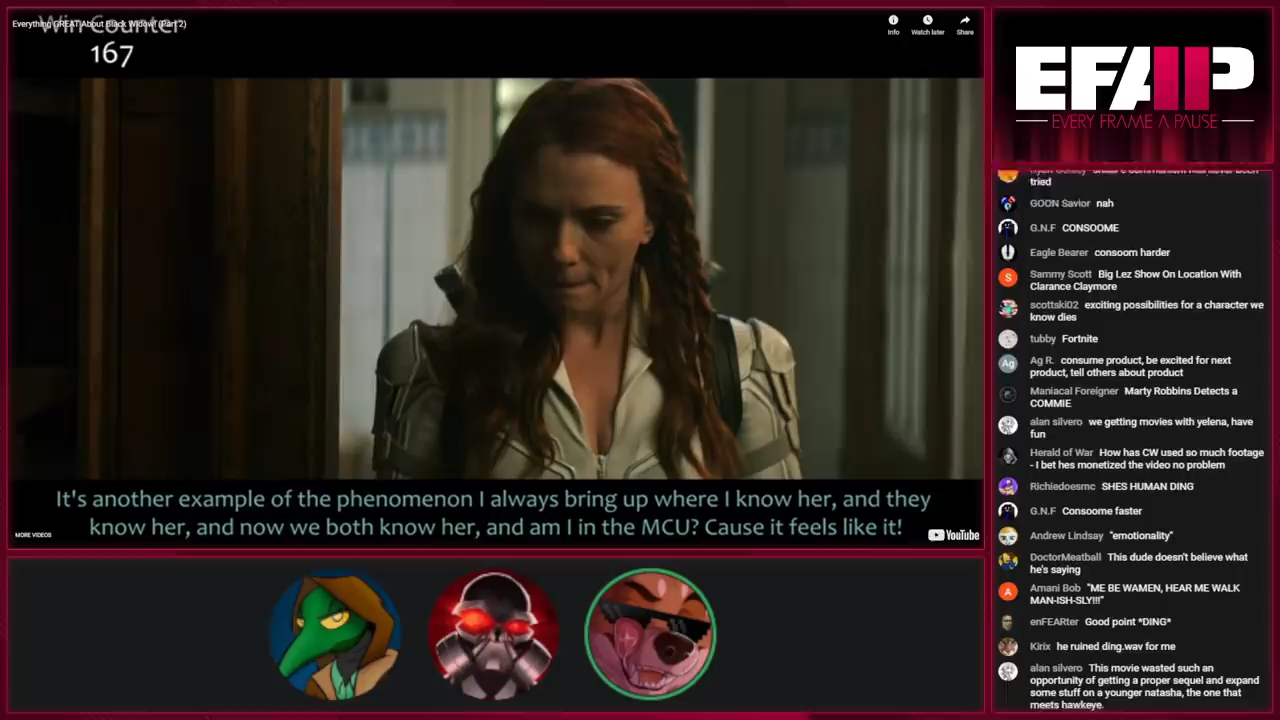 Everything GREAT About Black Widow! (Part 2)
Win Counter
167
Info
Watch later
Share
It's another example of the phenomenon I always bring up where I know her, and they
know her, and now we both know her, and am I in the MCU? Cause it feels like it!
MORE VIDEOS
YouTube
EFAP
EVERY FRAME A PAUSE
tried
GOON Savior nah
G.N.F CONSOOME
Eagle Bearer consoom harder
Sammy Scott Big Lez Show On Location With
Clarance Claymore
scottski02 exciting possibilities for a character we
know dies
tubby Fortnite
Ag R. consume product, be excited for next
product, tell others about product
Maniacal Foreigner Marty Robbins Detects a
COMMIE
alan silvero we getting movies with yelena, have
fun
Herald of War How has CW used so much footage
- I bet hes monetized the video no problem
Richiedoesmc SHES HUMAN DING
G.N.F Consoome faster
Andrew Lindsay "emotionality"
DoctorMeatball This dude doesn't believe what
he's saying
Amani Bob "ME BE WAMEN, HEAR ME WALK
MAN-ISH-SLY!!!"
enFEARter Good point *DING*
Kirix he ruined ding.wav for me
alan silvero This movie wasted such an
opportunity of getting a proper sequel and expand
some stuff on a younger natasha, the one that
meets hawkeye.